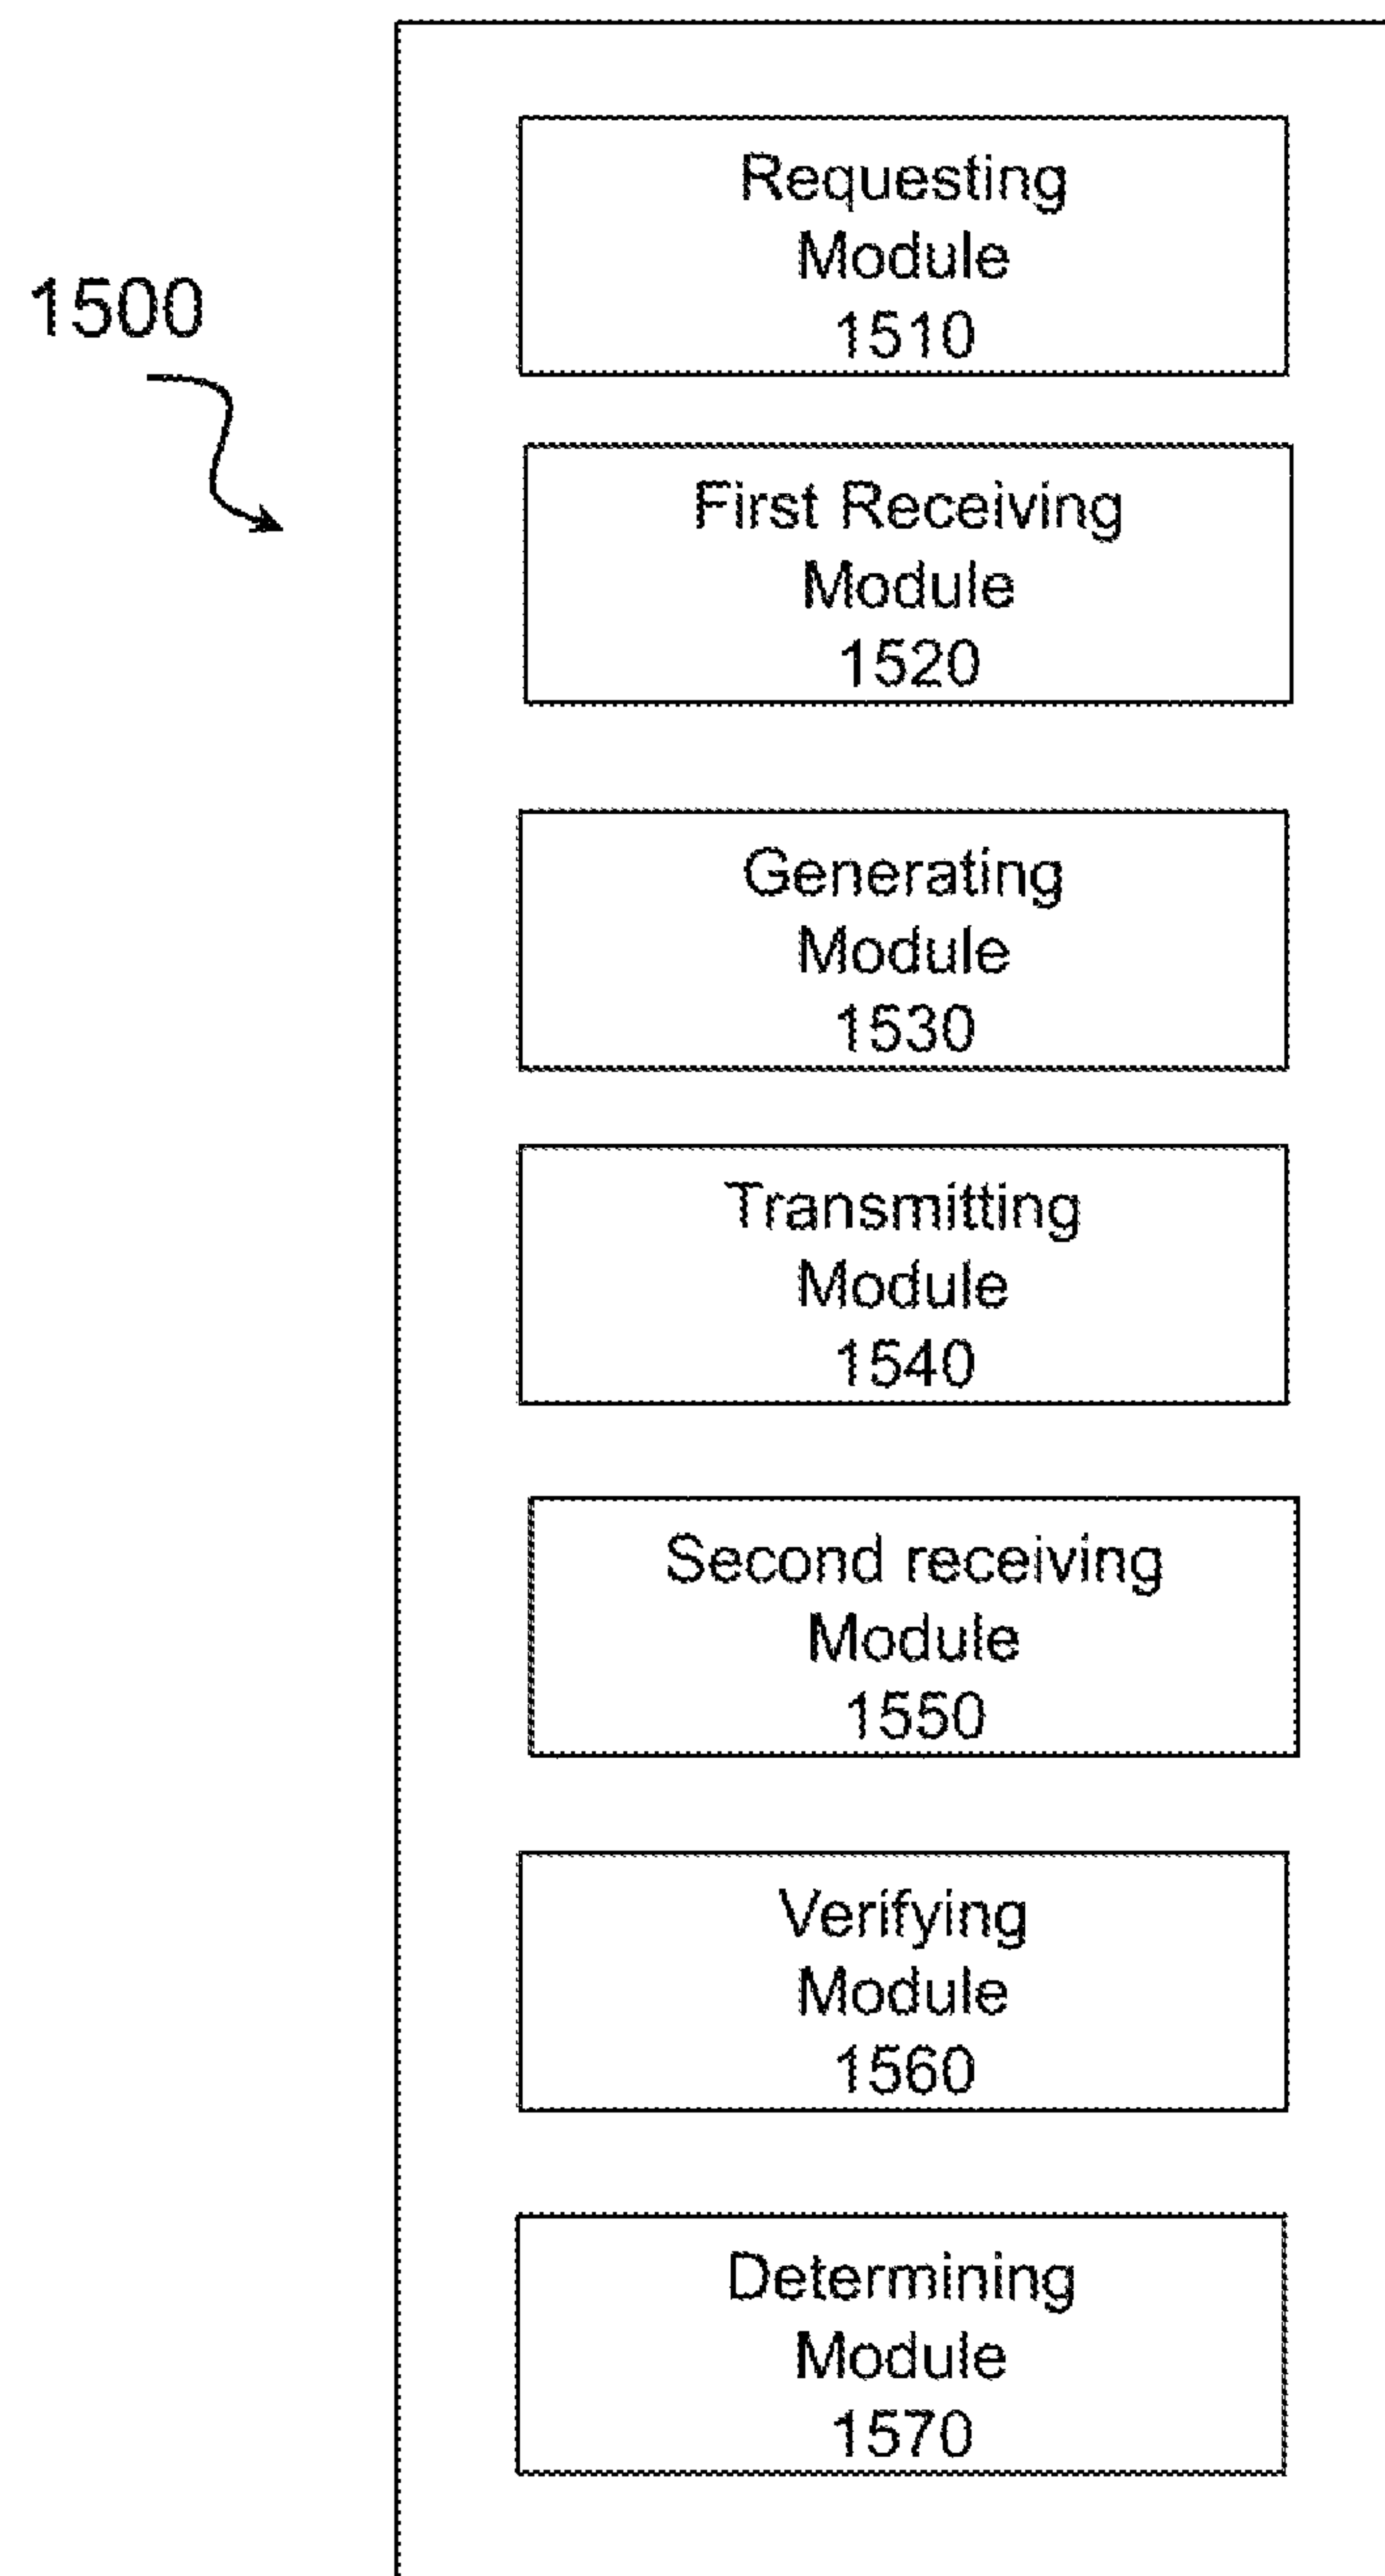 Requesting
Module
1510
1500
First Receiving
Module
1520
Generating
Module
1530
Transmitting
Module
1540
Second receiving
Module
1550
Verifying
Module
1560
Determining
Module
1570